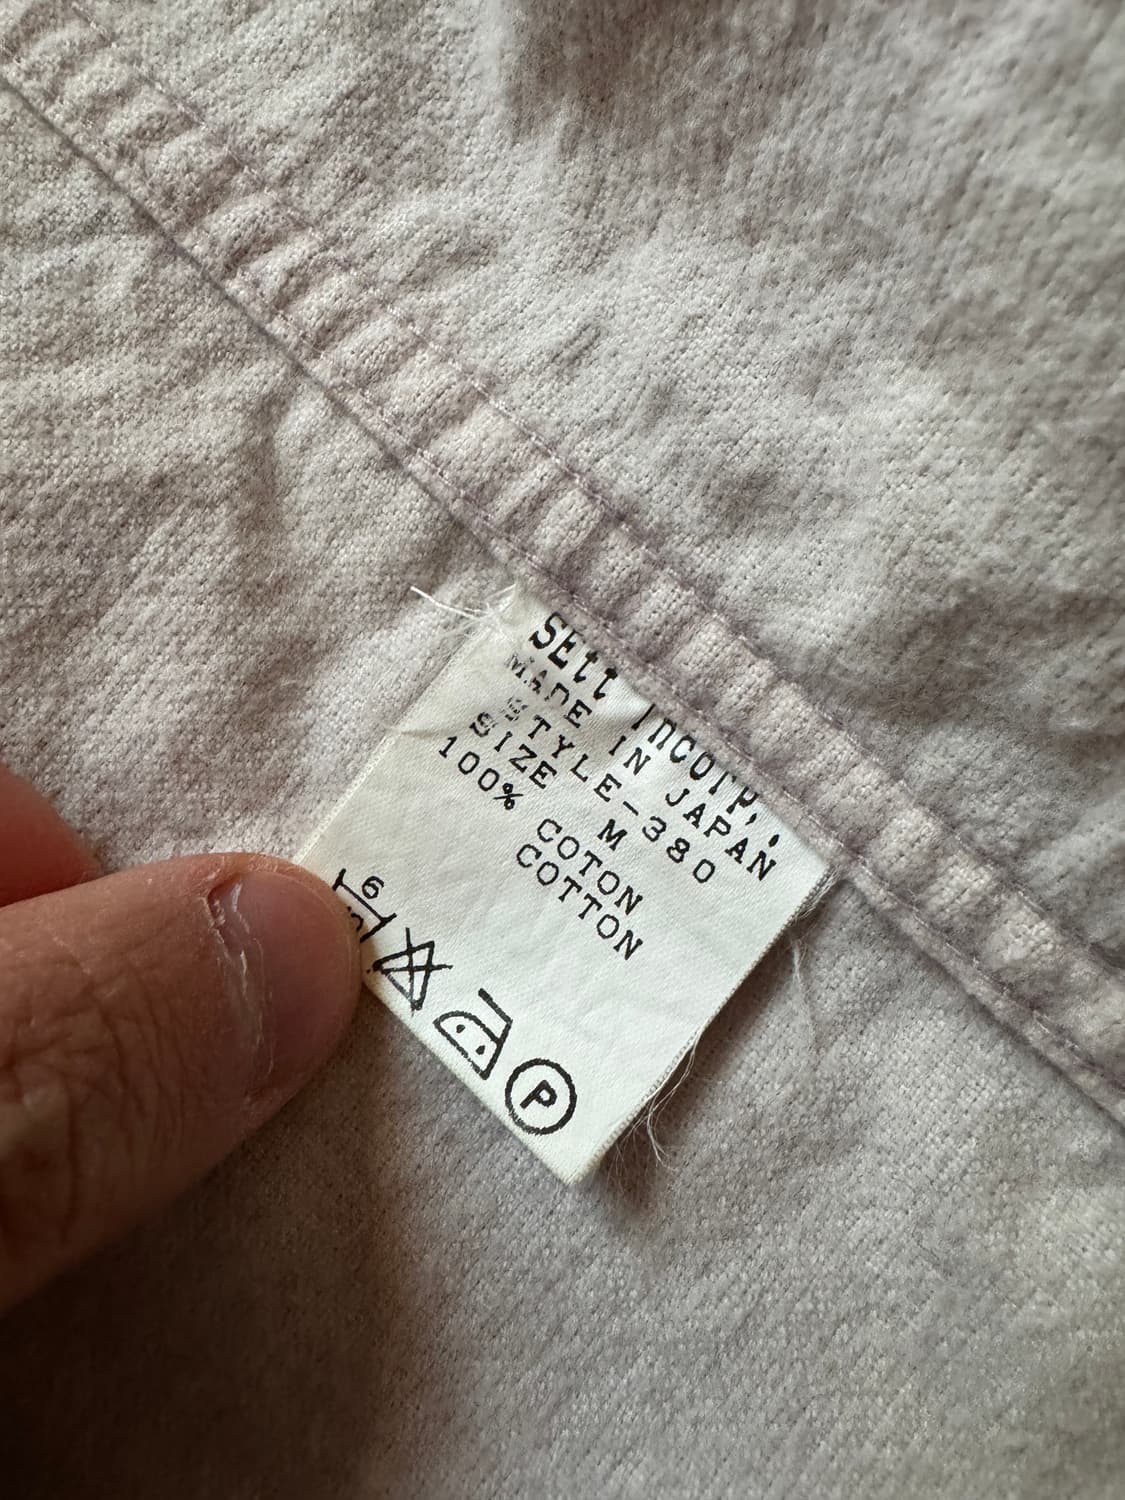 SEtt Incorp,.
MADE IN JAPAN
STYLE-380
SIZE M
100% COTON
COTTON
P